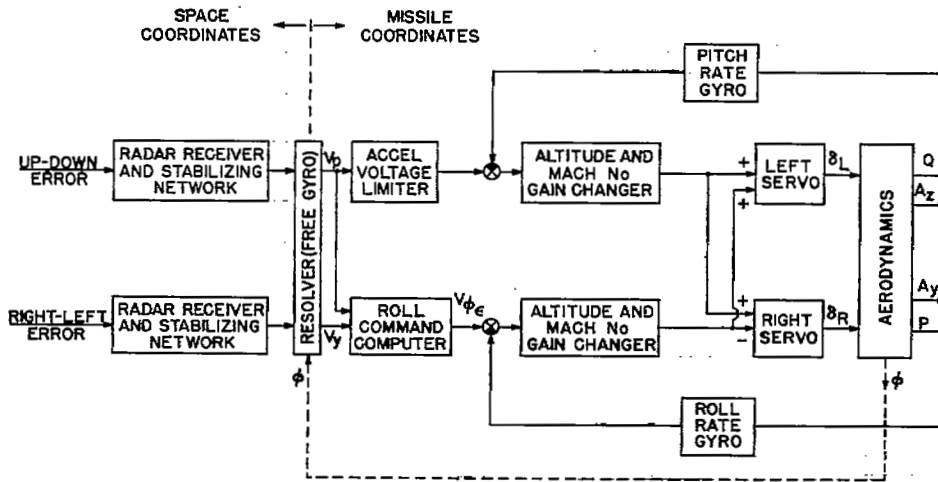 SPACE
COORDINATES
MISSILE
COORDINATES
PITCH
RATE
GYRO
UP-DOWN
ERROR
RADAR RECEIVER
AND STABILIZING
NETWORK
RESOLVER (FREE GYRO)
Vp
ACCEL
VOLTAGE
LIMITER
ALTITUDE AND
MACH No
GAIN CHANGER
+
+
LEFT
SERVO
δL
AERODYNAMICS
Q
Az
RIGHT-LEFT
ERROR
RADAR RECEIVER
AND STABILIZING
NETWORK
Vy
ROLL
COMMAND
COMPUTER
Vϕϵ
ALTITUDE AND
MACH No
GAIN CHANGER
+
−
RIGHT
SERVO
δR
Ay
P
ϕ
ϕ
ROLL
RATE
GYRO